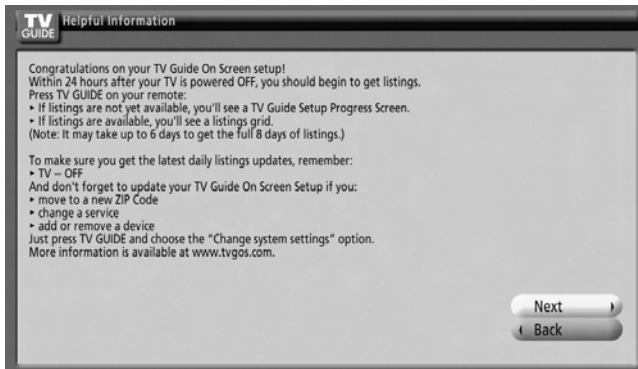 TV
GUIDE
Helpful Information
Congratulations on your TV Guide On Screen setup!
Within 24 hours after your TV is powered OFF, you should begin to get listings.
Press TV GUIDE on your remote:
‣ If listings are not yet available, you'll see a TV Guide Setup Progress Screen.
‣ If listings are available, you'll see a listings grid.
(Note: It may take up to 6 days to get the full 8 days of listings.)
To make sure you get the latest daily listings updates, remember:
‣ TV – OFF
And don't forget to update your TV Guide On Screen Setup if you:
‣ move to a new ZIP Code
‣ change a service
‣ add or remove a device
Just press TV GUIDE and choose the “Change system settings” option.
More information is available at www.tvgos.com.
Next
Back